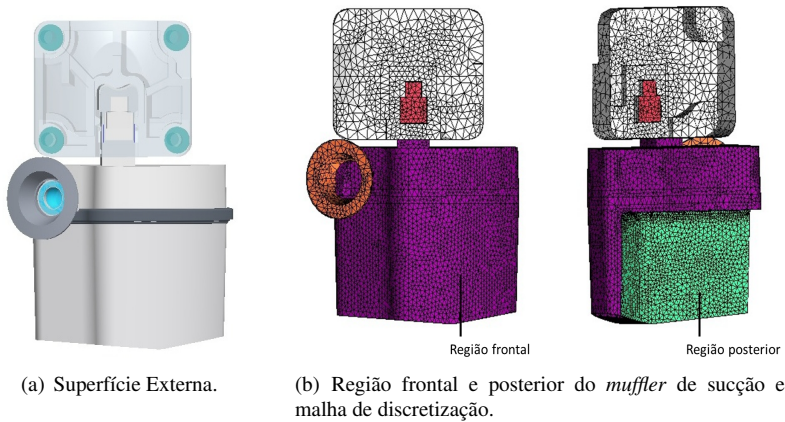 Região frontal
Região posterior
(a) Superfície Externa.
(b) Região frontal e posterior do muffler de sucção e
malha de discretização.